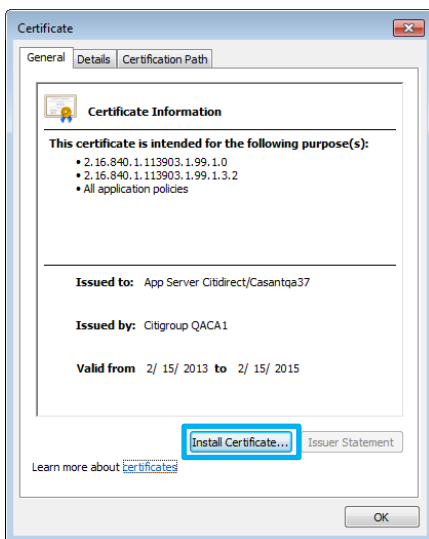 Certificate
General Details Certification Path
Certificate Information
This certificate is intended for the following purpose(s):
• 2.16.840.1.113903.1.99.1.0
• 2.16.840.1.113903.1.99.1.3.2
• All application policies
Issued to: App Server Citidirect/Casantqa37
Issued by: Citigroup QACA1
Valid from 2/ 15/ 2013 to 2/ 15/ 2015
Install Certificate... Issuer Statement
Learn more about certificates
OK